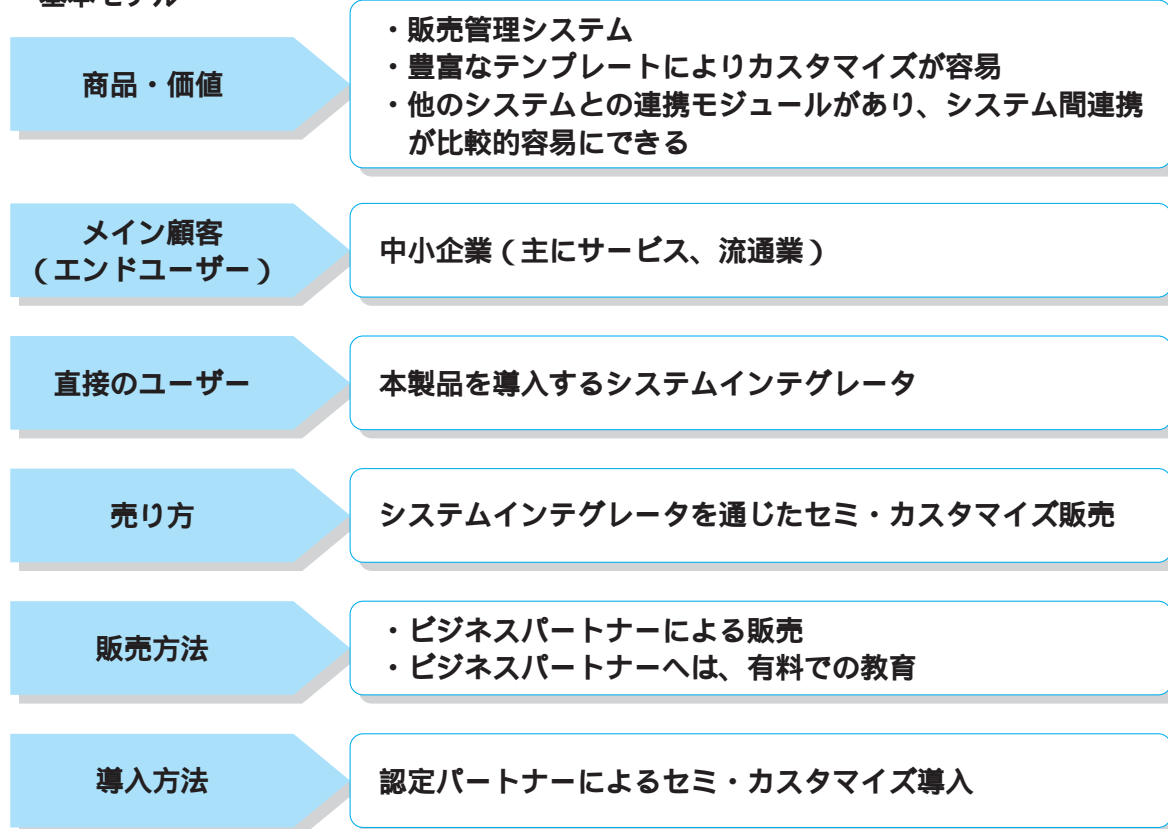 基本モデル
商品・価値
・販売管理システム
・豊富なテンプレートによりカスタマイズが容易
・他のシステムとの連携モジュールがあり、システム間連携
が比較的容易にできる
メイン顧客
（エンドユーザー）
中小企業（主にサービス、流通業）
直接のユーザー
本製品を導入するシステムインテグレータ
売り方
システムインテグレータを通じたセミ・カスタマイズ販売
販売方法
・ビジネスパートナーによる販売
・ビジネスパートナーへは、有料での教育
導入方法
認定パートナーによるセミ・カスタマイズ導入